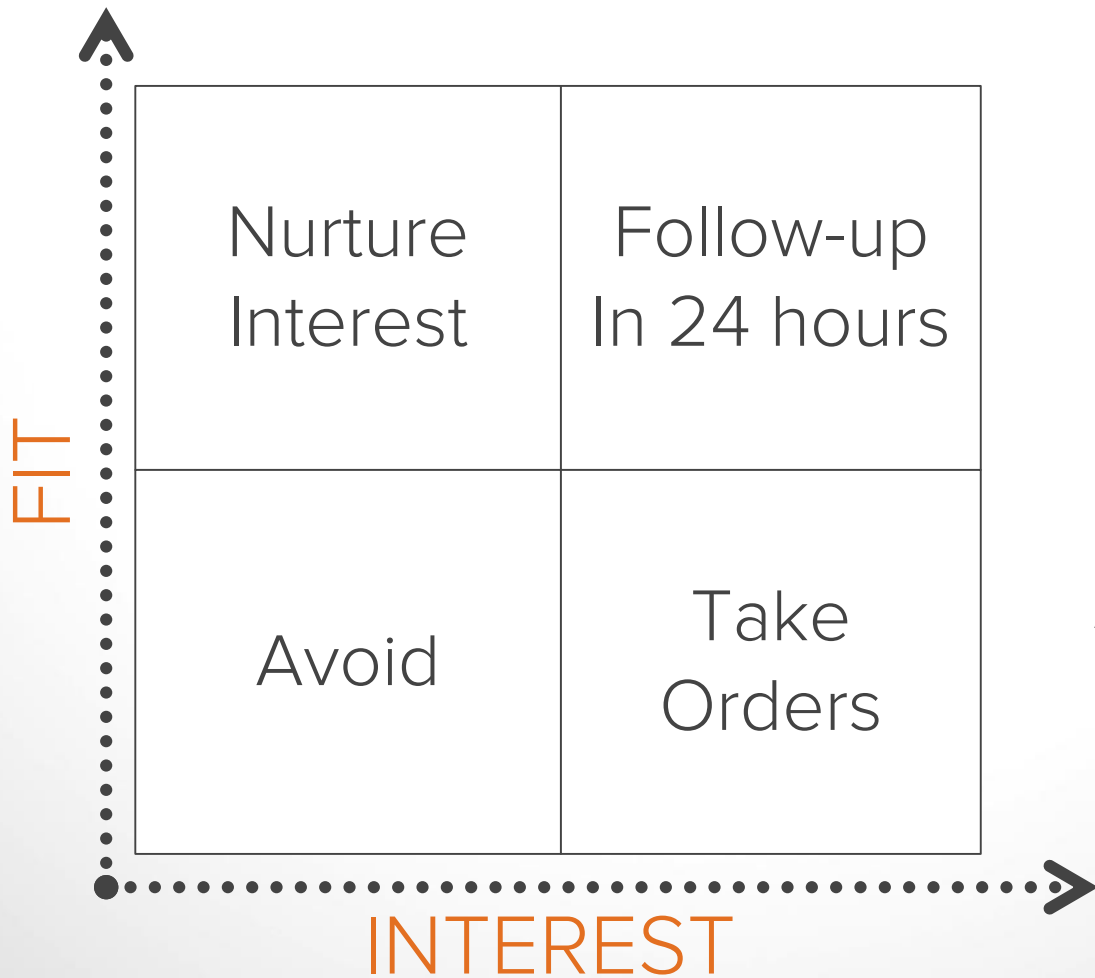 Nurture
Interest
Follow-up
In 24 hours
FIT
Avoid
Take
Orders
INTEREST